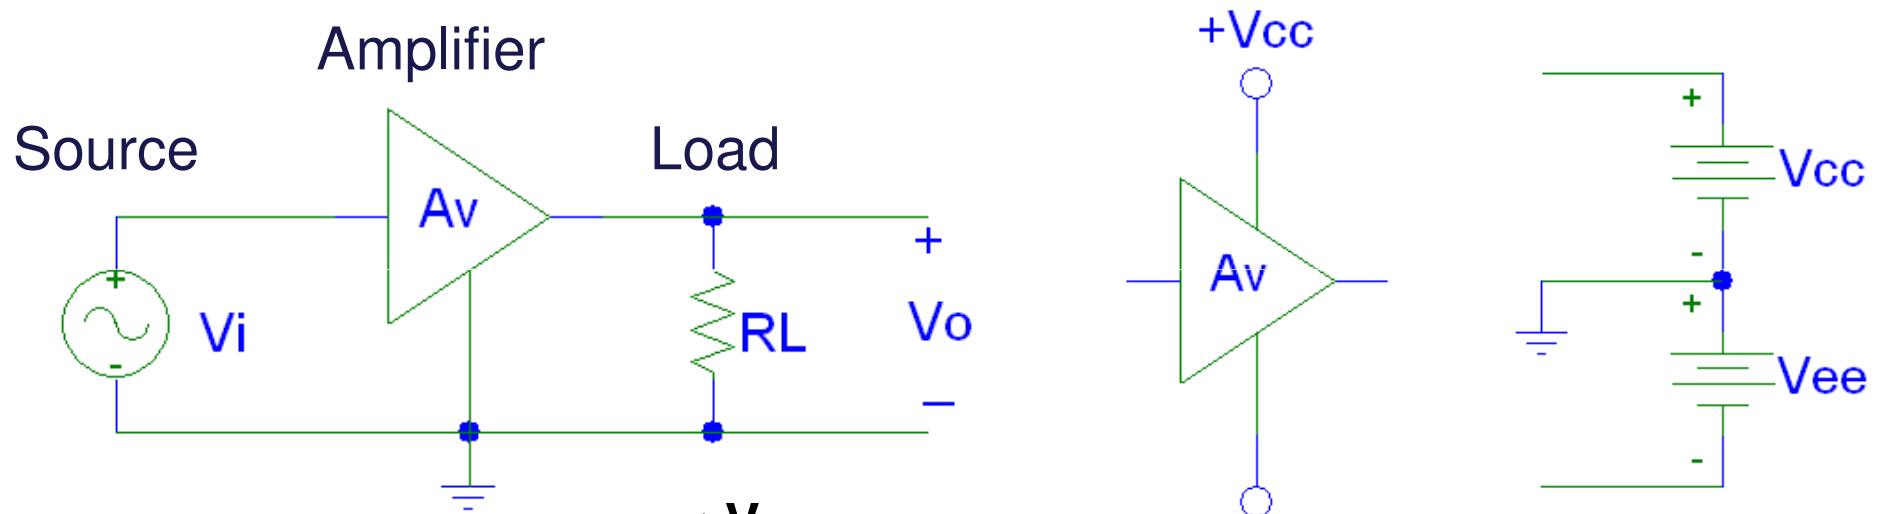 Amplifier
Source
Load
Av
+
-
Vi
RL
+
Vo
–
+Vcc
Av
+
Vcc
-
+
Vee
-